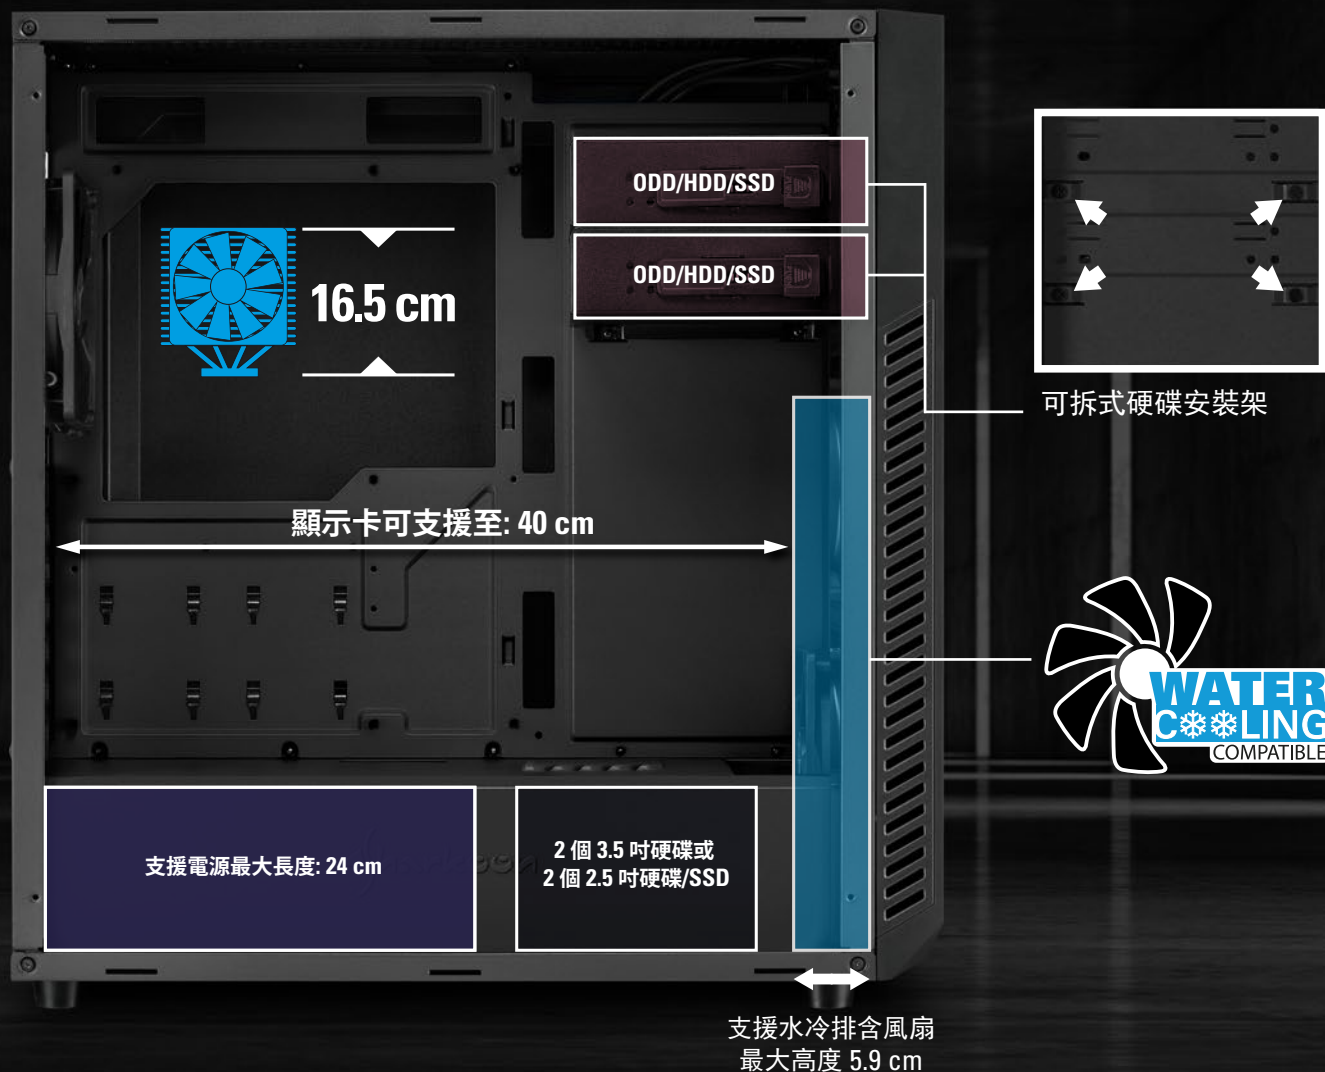 ODD/HDD/SSD
ODD/HDD/SSD
16.5 cm
可拆式硬碟安裝架
顯示卡可支援至: 40 cm
WATER
COOLING
COMPATIBLE
支援電源最大長度: 24 cm
2 個 3.5 吋硬碟或
2 個 2.5 吋硬碟/SSD
支援水冷排含風扇
最大高度 5.9 cm